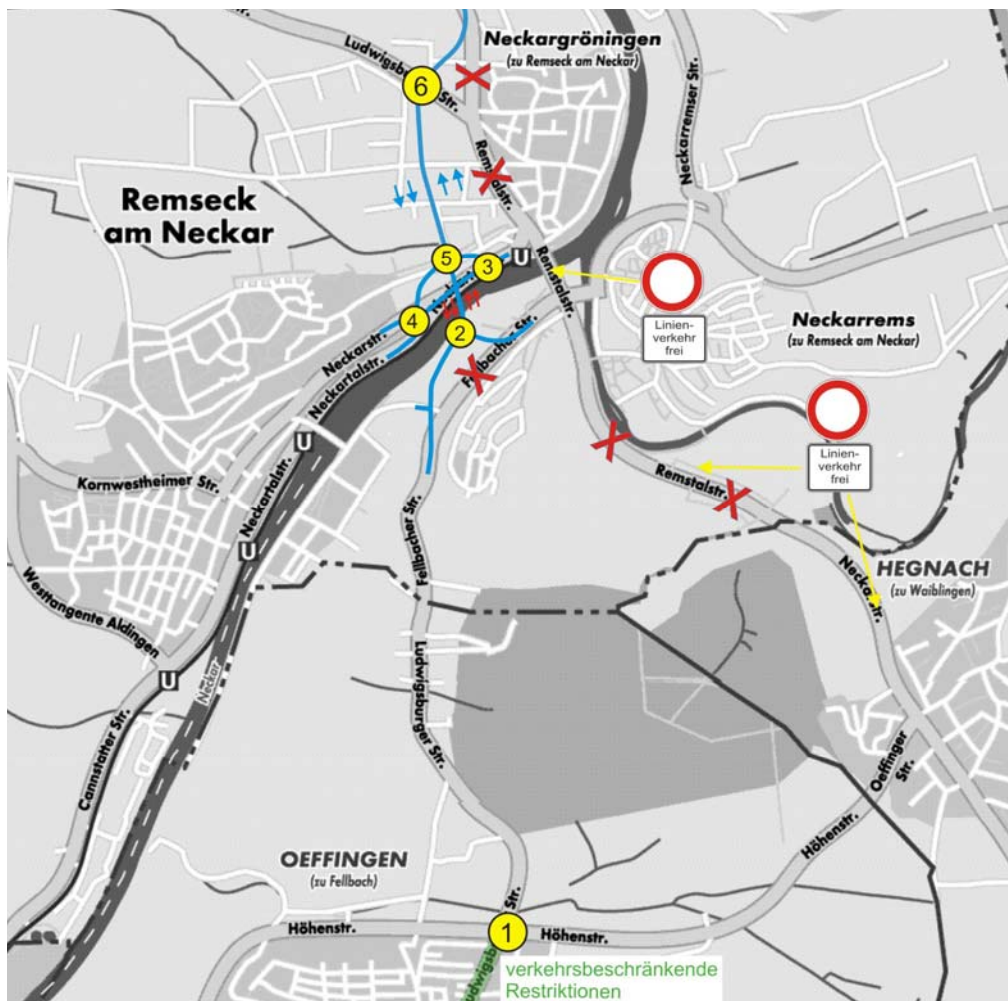 Ludwigsburger Str.
Neckargröningen
(zu Remseck am Neckar)
6
Neckarremser Str.
Remstalstr.
Remseck
am Neckar
5
3
U
Remstalstr.
4
2
Neckarstr.
Neckartalstr.
Fellbacher Str.
Linien-
verkehr
frei
Neckarrems
(zu Remseck am Neckar)
Linien-
verkehr
frei
U
Kornwestheimer Str.
Neckartalstr.
Remstalstr.
U
Fellbacher Str.
HEGNACH
(zu Waiblingen)
Neckarstr.
Westtangente Aldingen
U
Neckar
Ludwigsburger Str.
Cannstatter Str.
Oeffinger
Str.
Höhenstr.
OEFFINGEN
(zu Fellbach)
Str.
1
Höhenstr.
Höhenstr.
verkehrsbeschränkende
Restriktionen